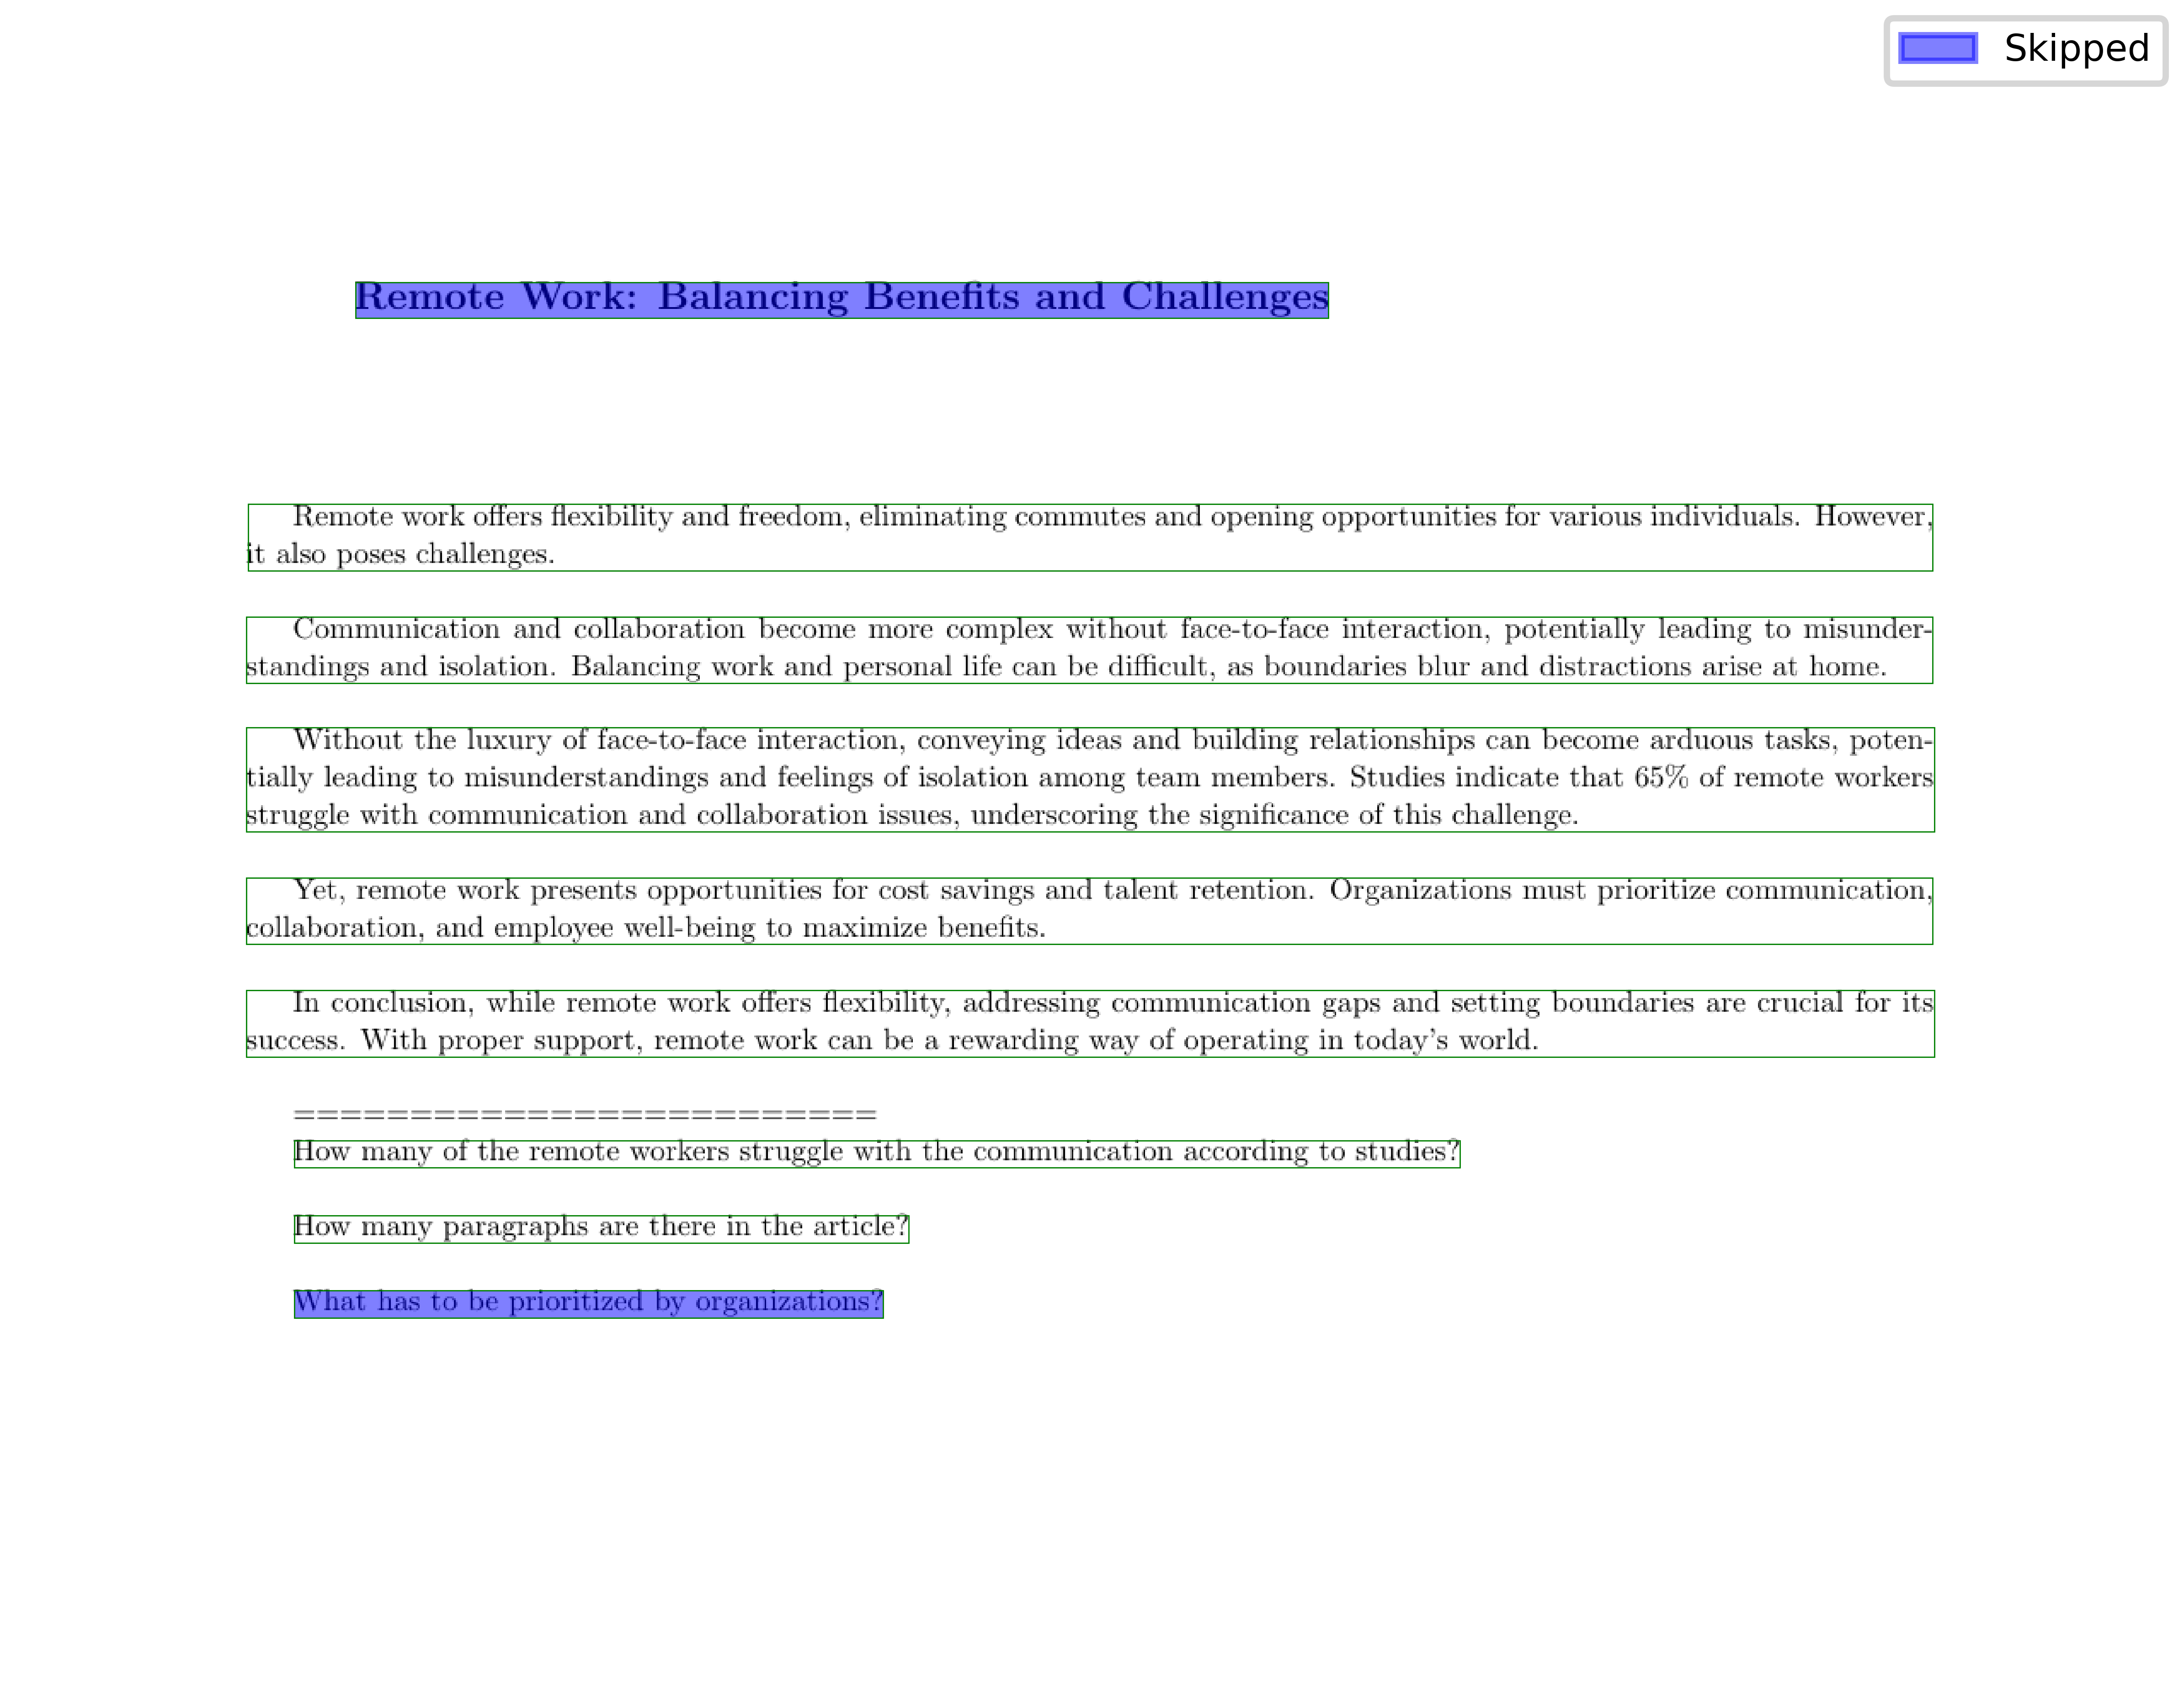 Skipped
Remote Work: Balancing Benefits and Challenges
Remote work offers flexibility and freedom, eliminating commutes and opening opportunities for various individuals. However,
it also poses challenges.
Communication and collaboration become more complex without face-to-face interaction, potentially leading to misunder-
standings and isolation. Balancing work and personal life can be difficult, as boundaries blur and distractions arise at home.
Without the luxury of face-to-face interaction, conveying ideas and building relationships can become arduous tasks, poten-
tially leading to misunderstandings and feelings of isolation among team members. Studies indicate that 65% of remote workers
struggle with communication and collaboration issues, underscoring the significance of this challenge.
Yet, remote work presents opportunities for cost savings and talent retention. Organizations must prioritize communication,
collaboration, and employee well-being to maximize benefits.
In conclusion, while remote work offers flexibility, addressing communication gaps and setting boundaries are crucial for its
success. With proper support, remote work can be a rewarding way of operating in today's world.
=========================
How many of the remote workers struggle with the communication according to studies?
How many paragraphs are there in the article?
What has to be prioritized by organizations?